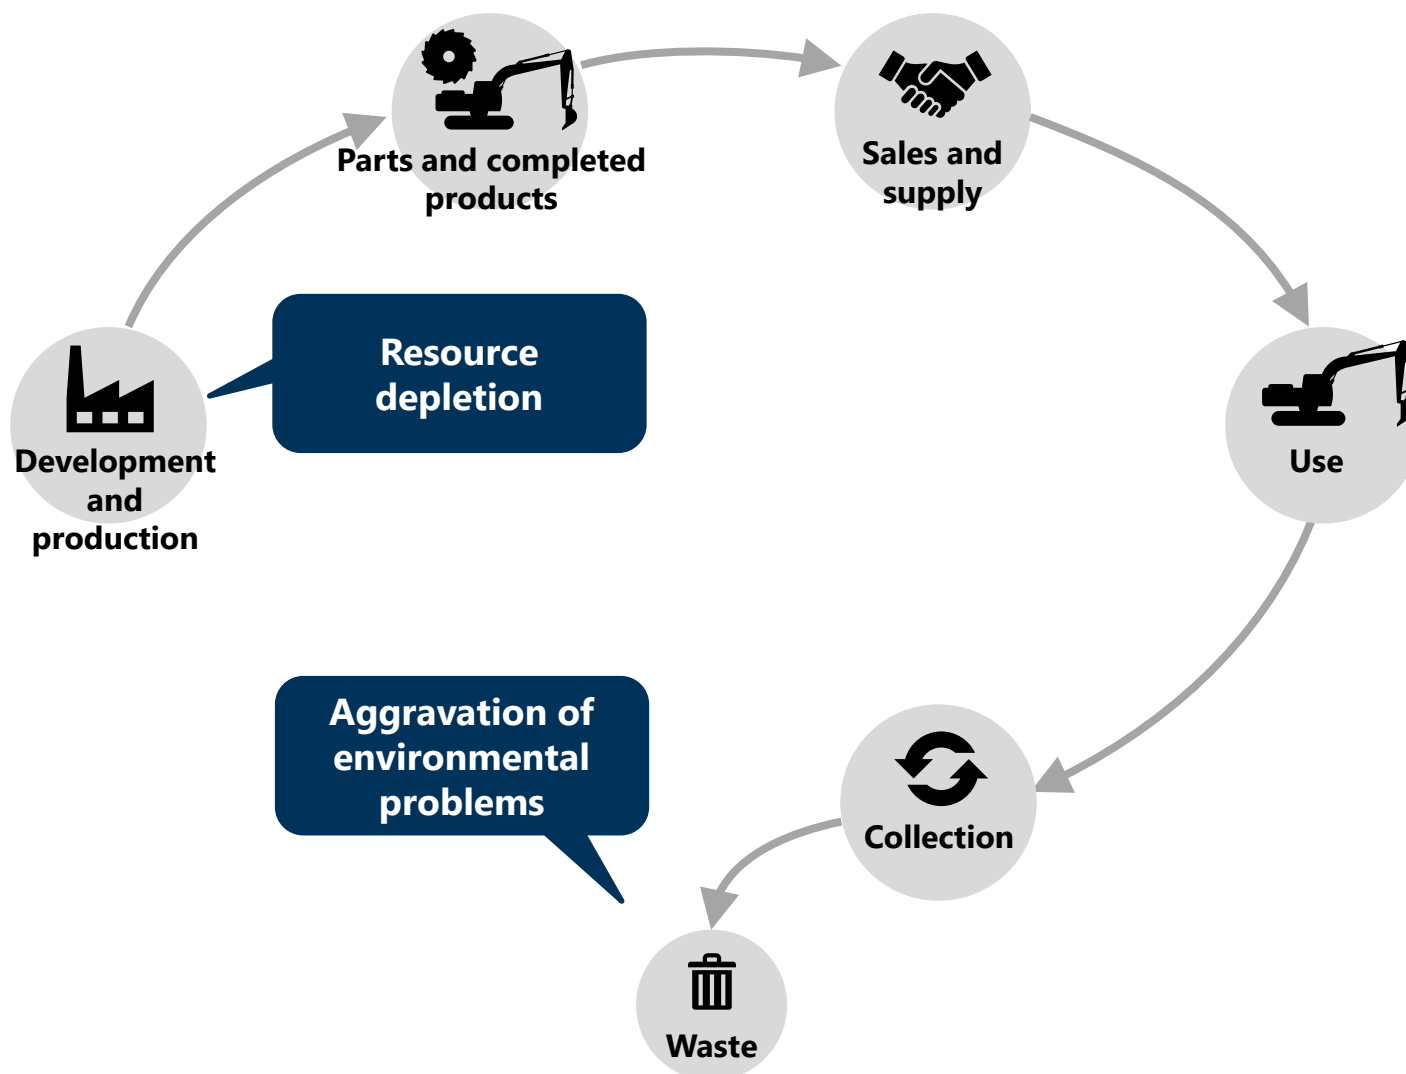 Parts and completed
products
Sales and
supply
Resource
depletion
Development
and
production
Use
Aggravation of
environmental
problems
Collection
Waste